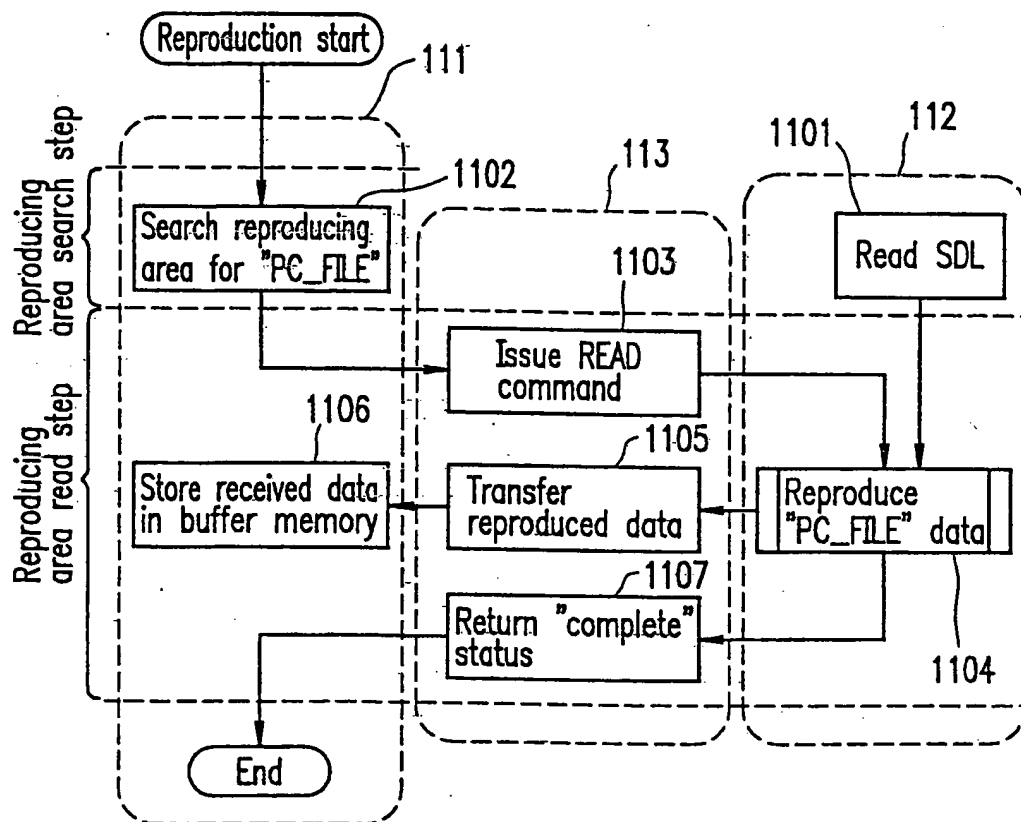 Reproduction start
111
1101
112
Reproducing
area search step
1102
113
Search reproducing
area for "PC_FILE"
1103
Read SDL
Reproducing
area read step
Issue READ
command
1106
1105
Store received data
in buffer memory
Transfer
reproduced data
Reproduce
"PC_FILE" data
1107
Return "complete"
status
1104
End